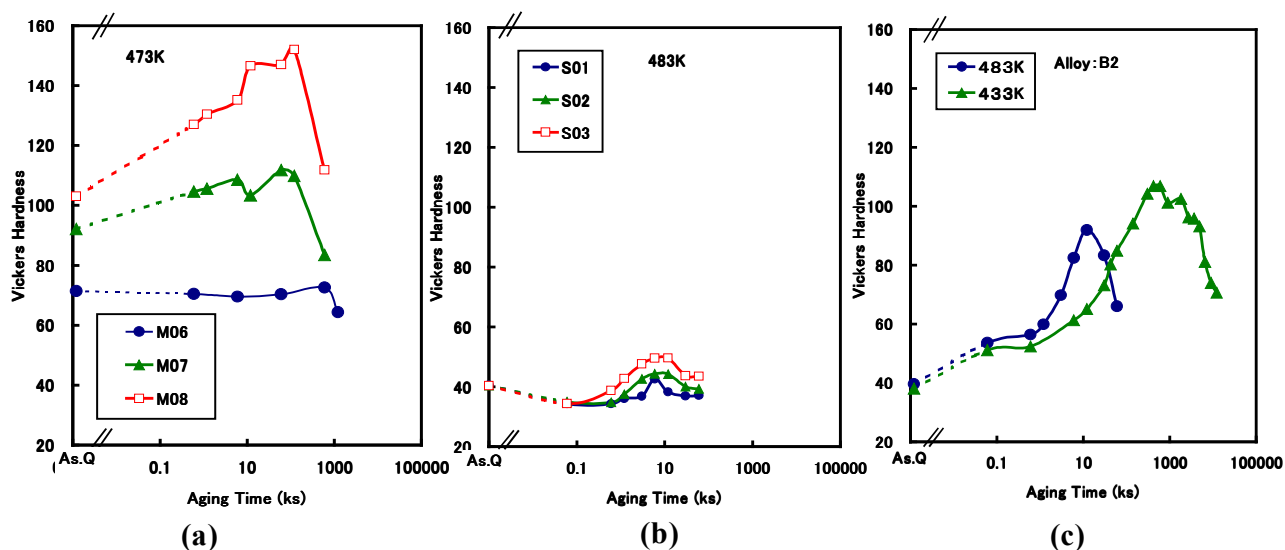 160
140
120
100
80
60
40
20
Vickers Hardness
473K
M06
M07
M08
As.Q
0.1
10
1000
100000
Aging Time (ks)
(a)
160
140
120
100
80
60
40
20
Vickers Hardness
483K
S01
S02
S03
As.Q
0.1
10
1000
100000
Aging Time (ks)
(b)
160
140
120
100
80
60
40
20
Vickers Hardness
483K
433K
Alloy:B2
As.Q
0.1
10
1000
100000
Aging Time (ks)
(c)